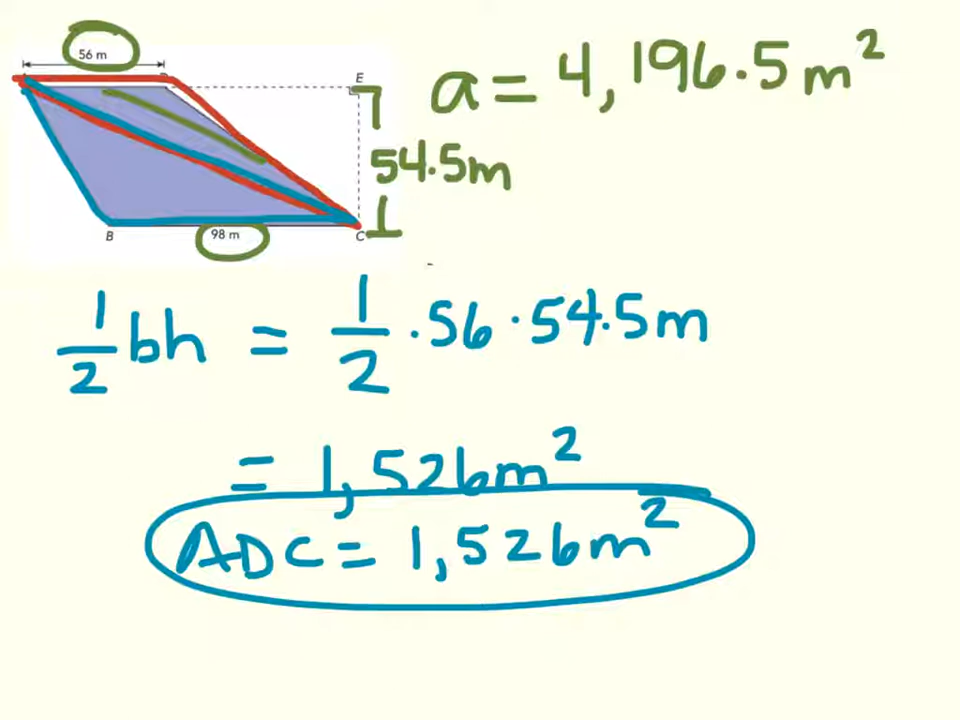 56 m
E
a = 4,196.5 m²
54.5m
B
98 m
C
1/2 bh = 1/2 · 56 · 54.5m
= 1,526m²
ADC = 1,526m²